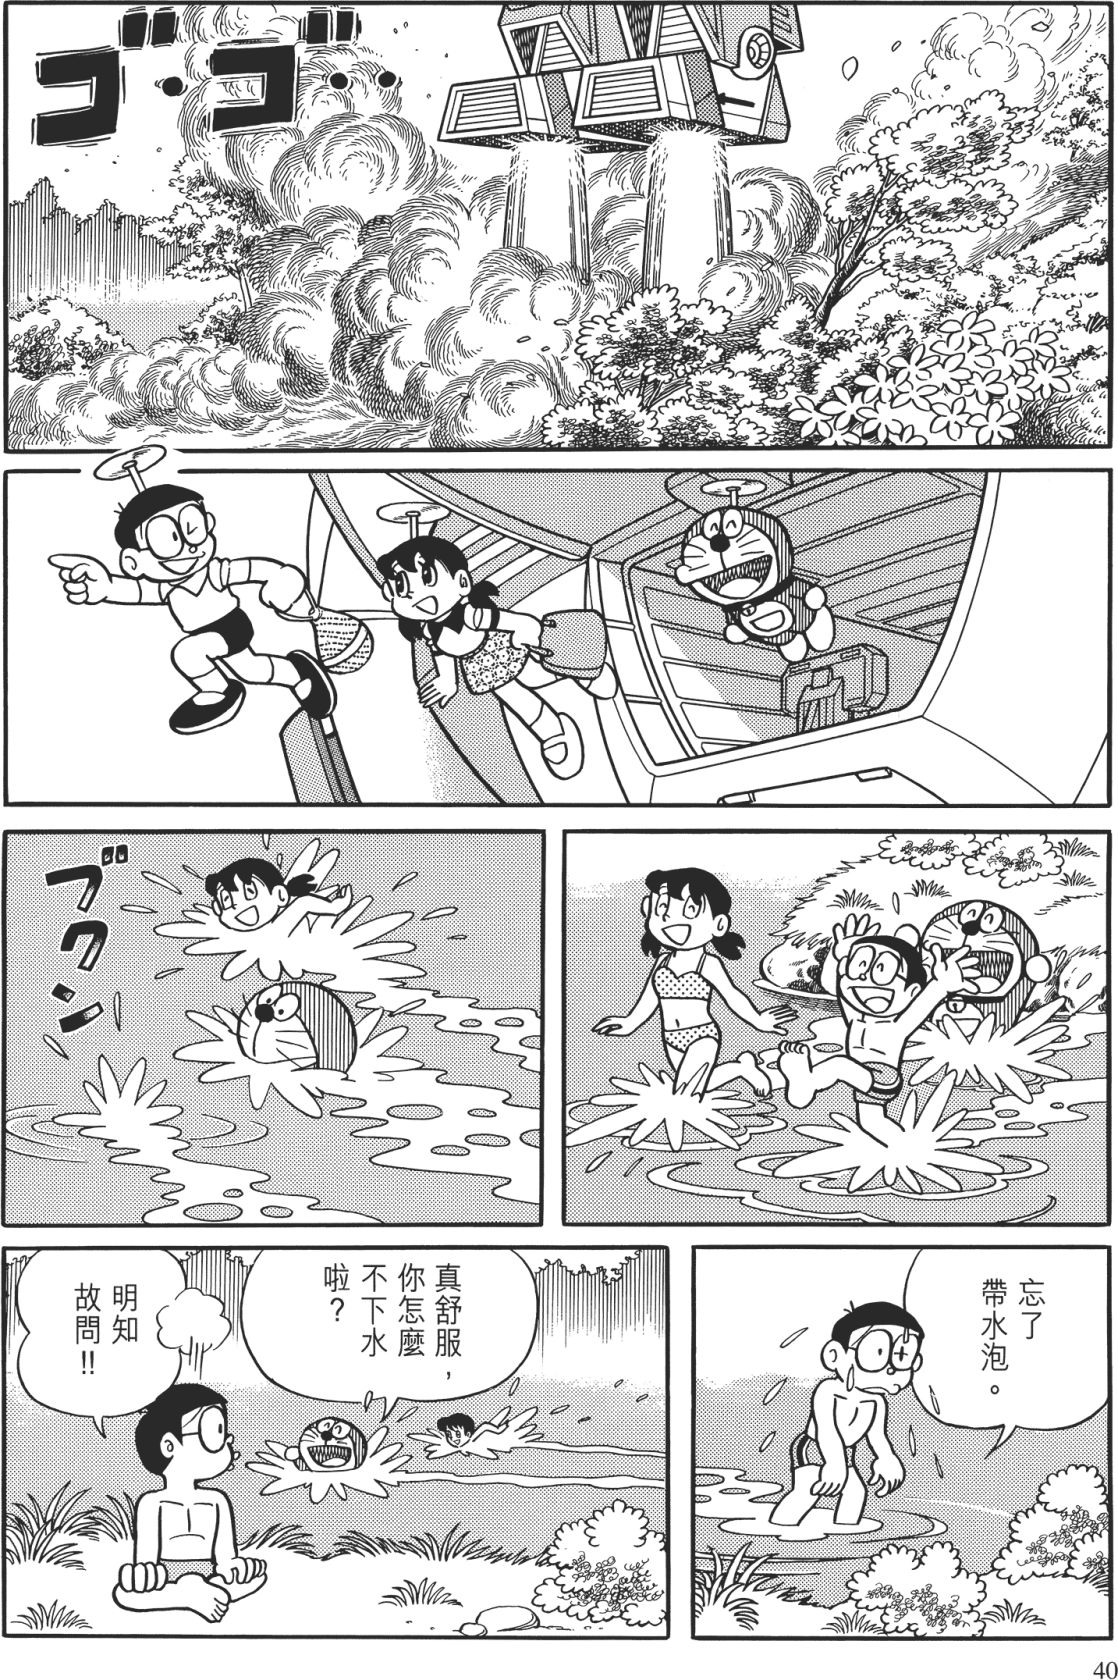 ゴ・ゴ・・
ブクン
忘了
帶水泡。
真舒服，
你怎麼
不下水
啦？
明知
故問!!
40